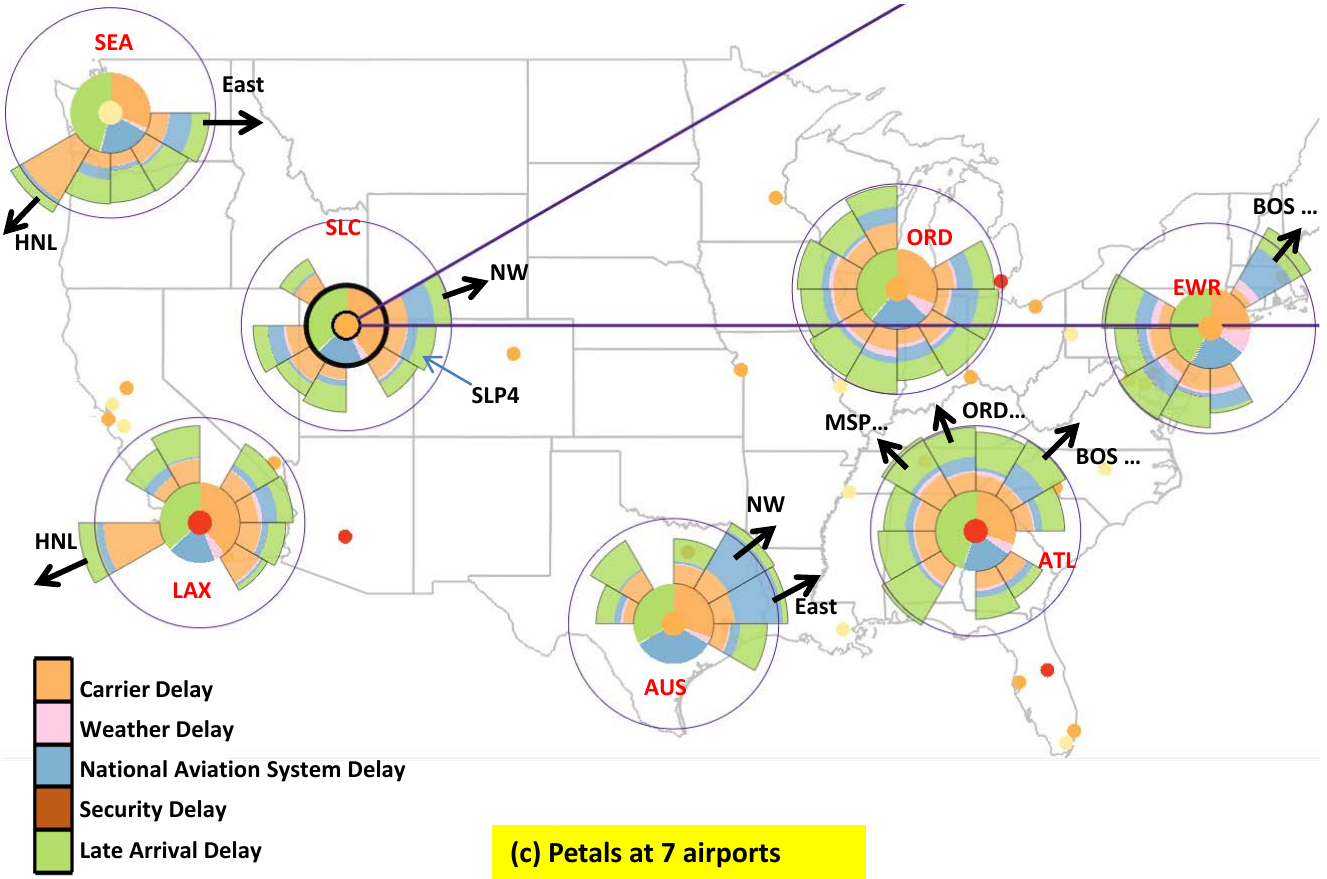 SEA
East
HNL
SLC
NW
SLP4
ORD
BOS ...
EWR
MSP...
ORD...
BOS ...
ATL
HNL
LAX
NW
East
AUS
Carrier Delay
Weather Delay
National Aviation System Delay
Security Delay
Late Arrival Delay
(c) Petals at 7 airports